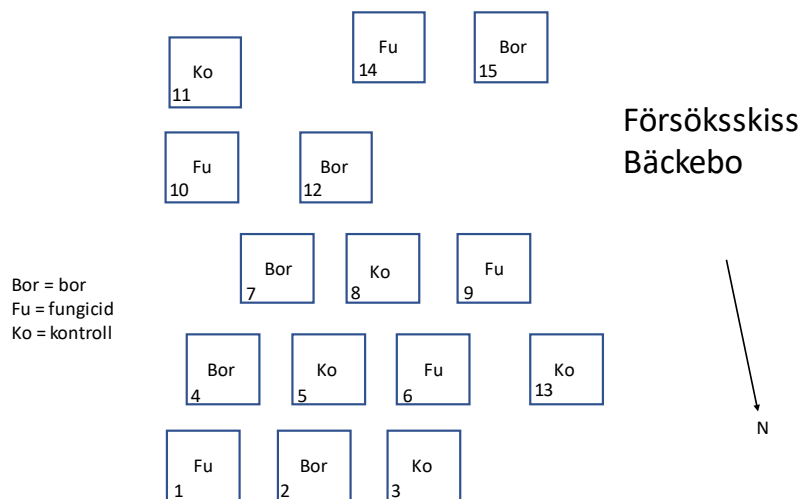 Fu
14
Bor
15
Ko
11
Försöksskiss
Bäckebo
Fu
10
Bor
12
Bor
7
Ko
8
Fu
9
Bor = bor
Fu = fungicid
Ko = kontroll
Bor
4
Ko
5
Fu
6
Ko
13
N
Fu
1
Bor
2
Ko
3